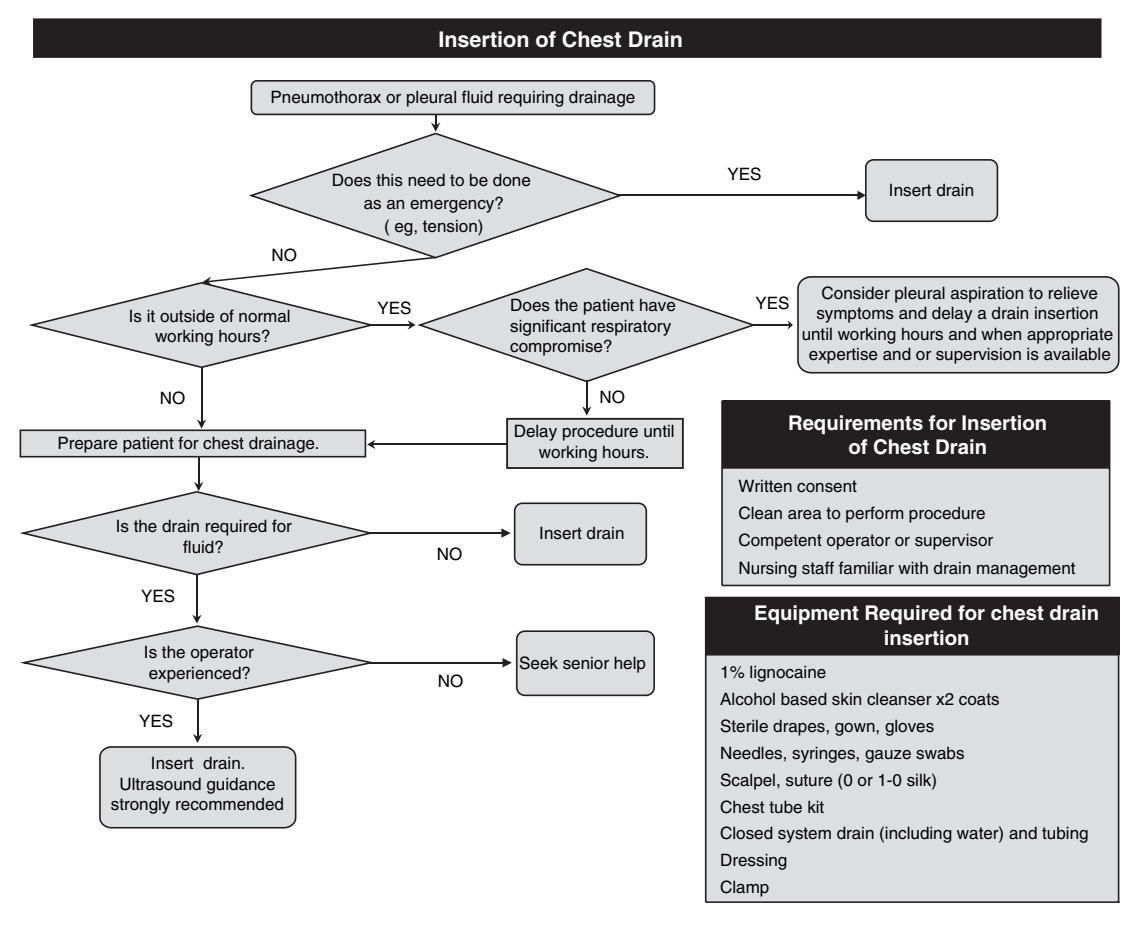 Insertion of Chest Drain
Pneumothorax or pleural fluid requiring drainage
Does this need to be done
as an emergency?
( eg, tension)
YES
Insert drain
NO
Is it outside of normal
working hours?
YES
Does the patient have
significant respiratory
compromise?
YES
Consider pleural aspiration to relieve
symptoms and delay a drain insertion
until working hours and when appropriate
expertise and or supervision is available
NO
NO
Delay procedure until
working hours.
Prepare patient for chest drainage.
Is the drain required for
fluid?
NO
Insert drain
YES
Is the operator
experienced?
NO
Seek senior help
YES
Insert drain.
Ultrasound guidance
strongly recommended
Requirements for Insertion
of Chest Drain
Written consent
Clean area to perform procedure
Competent operator or supervisor
Nursing staff familiar with drain management
Equipment Required for chest drain
insertion
1% lignocaine
Alcohol based skin cleanser x2 coats
Sterile drapes, gown, gloves
Needles, syringes, gauze swabs
Scalpel, suture (0 or 1-0 silk)
Chest tube kit
Closed system drain (including water) and tubing
Dressing
Clamp